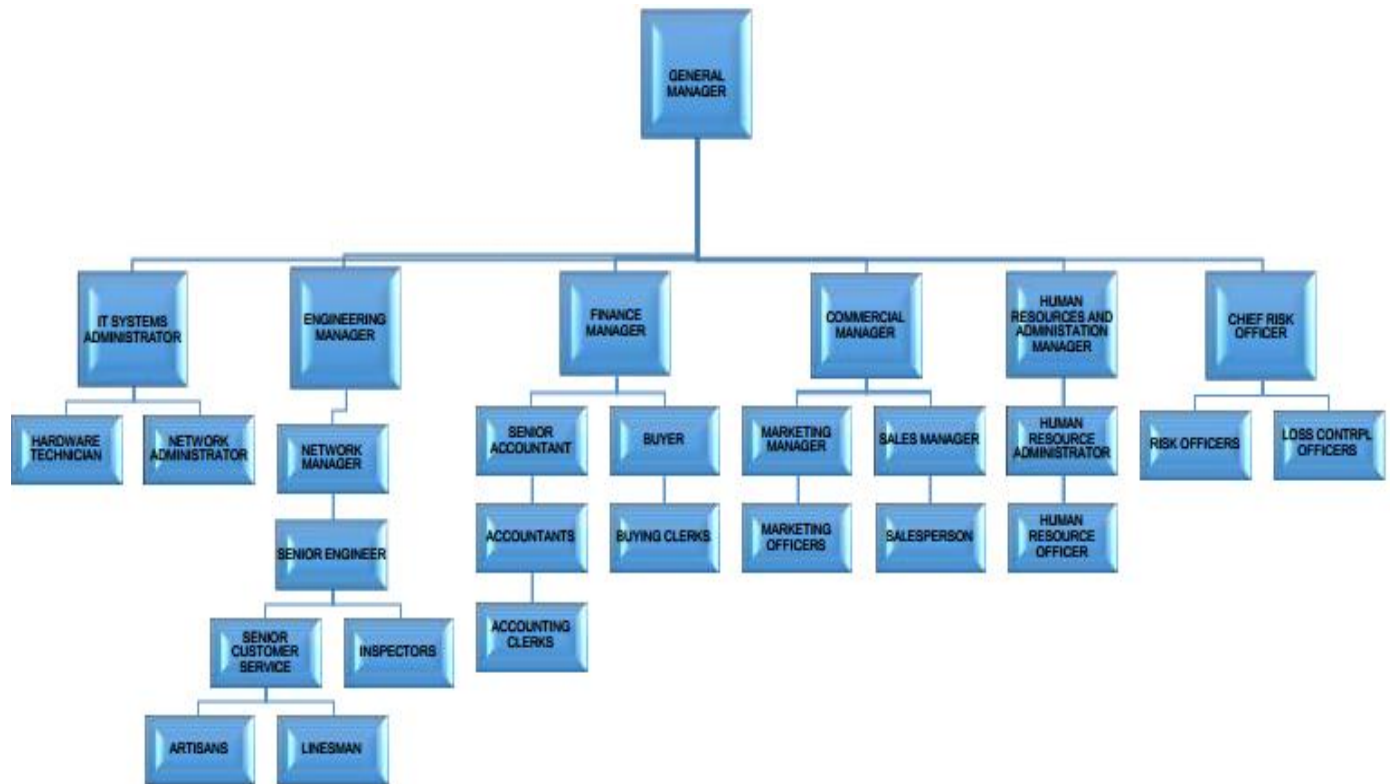 GENERAL
MANAGER
IT SYSTEMS
ADMINISTRATOR
ENGINEERING
MANAGER
FINANCE
MANAGER
COMMERCIAL
MANAGER
HUMAN
RESOURCES AND
ADMINISTATION
MANAGER
CHIEF RISK
OFFICER
HARDWARE
TECHNICIAN
NETWORK
ADMINISTRATOR
NETWORK
MANAGER
SENIOR
ACCOUNTANT
BUYER
MARKETING
MANAGER
SALES MANAGER
HUMAN
RESOURCE
ADMINISTRATOR
RISK OFFICERS
LOSS CONTRPL
OFFICERS
SENIOR ENGINEER
ACCOUNTANTS
BUYING CLERKS
MARKETING
OFFICERS
SALESPERSON
HUMAN
RESOURCE
OFFICER
SENIOR
CUSTOMER
SERVICE
INSPECTORS
ACCOUNTING
CLERKS
ARTISANS
LINESMAN